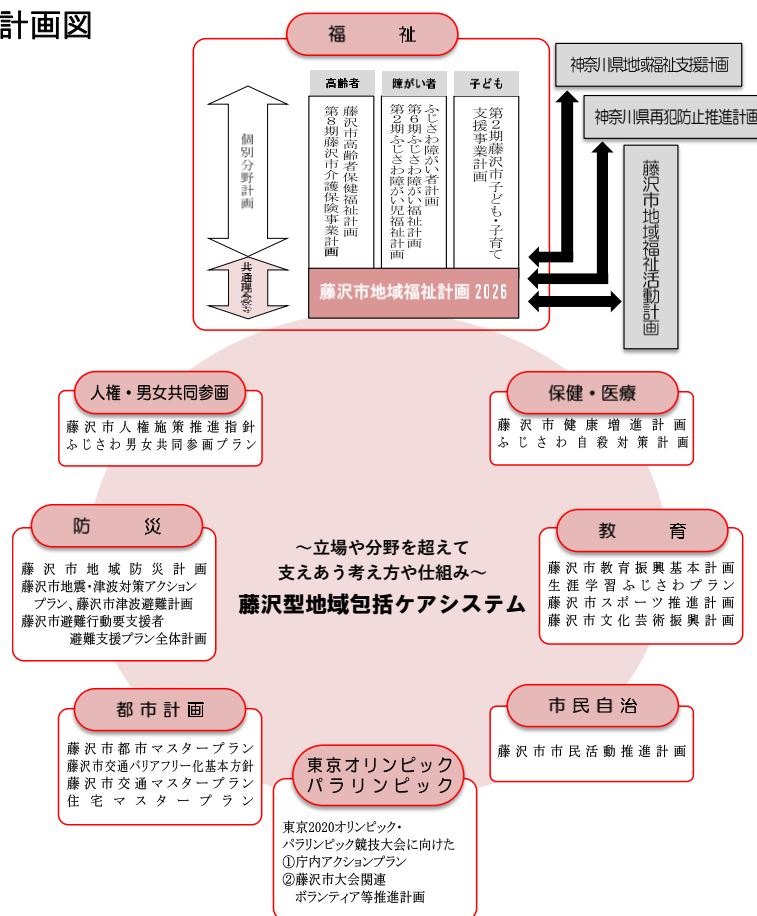 計画図
福　祉
高齢者
障がい者
子ども
藤沢市高齢者保健福祉計画
第8期藤沢市介護保険事業計画
ふじさわ障がい者計画
第6期ふじさわ障がい福祉計画
第2期ふじさわ障がい児福祉計画
第2期藤沢市子ども・子育て
支援事業計画
個別分野計画
共通理念等
藤沢市地域福祉計画 2026
神奈川県地域福祉支援計画
神奈川県再犯防止推進計画
藤沢市地域福祉活動計画
人権・男女共同参画
藤沢市人権施策推進指針
ふじさわ男女共同参画プラン
保健・医療
藤沢市健康増進計画
ふじさわ自殺対策計画
防　災
藤沢市地域防災計画
藤沢市地震・津波対策アクション
プラン、藤沢市津波避難計画
藤沢市避難行動要支援者
避難支援プラン全体計画
～立場や分野を超えて
支えあう考え方や仕組み～
藤沢型地域包括ケアシステム
教　育
藤沢市教育振興基本計画
生涯学習ふじさわプラン
藤沢市スポーツ推進計画
藤沢市文化芸術振興計画
都市計画
藤沢市都市マスタープラン
藤沢市交通バリアフリー化基本方針
藤沢市交通マスタープラン
住宅マスタープラン
市民自治
藤沢市市民活動推進計画
東京オリンピック
パラリンピック
東京2020オリンピック・
パラリンピック競技大会に向けた
①庁内アクションプラン
②藤沢市大会関連
ボランティア等推進計画